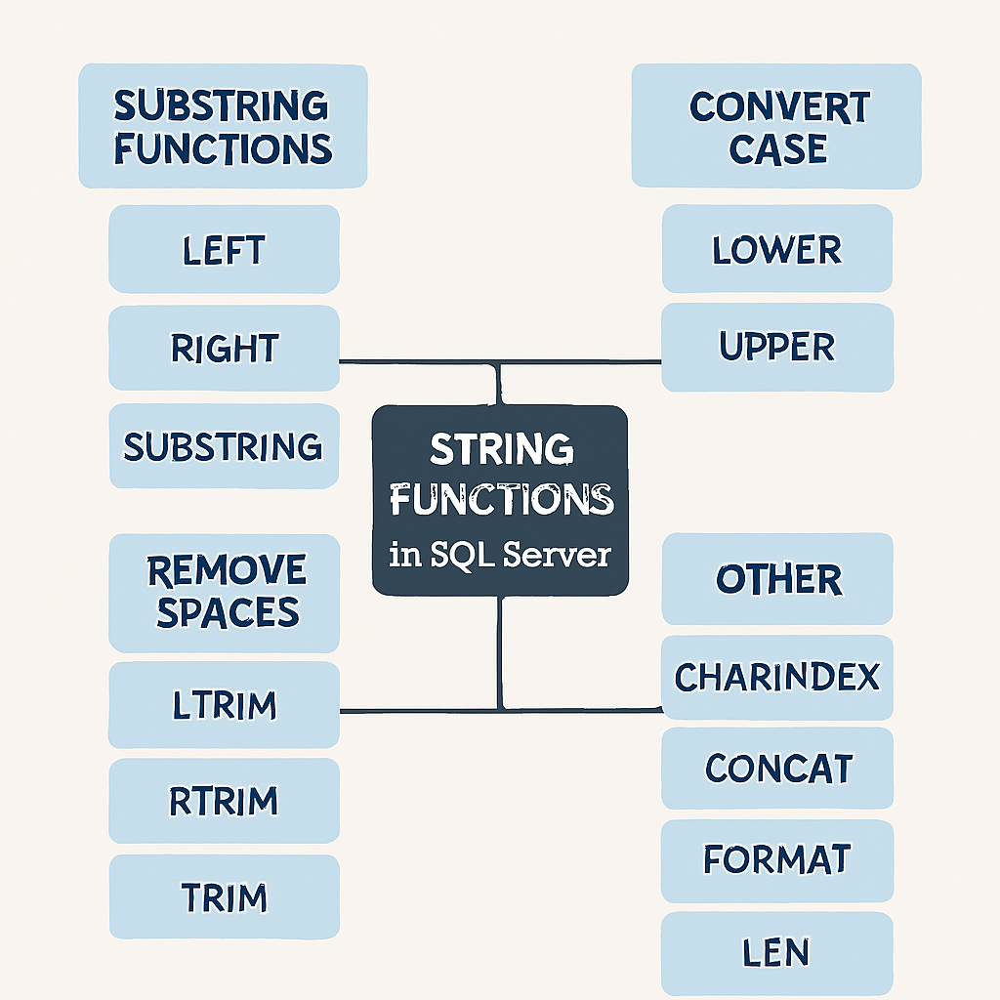 SUBSTRING
FUNCTIONS
LEFT
RIGHT
SUBSTRING
REMOVE
SPACES
LTRIM
RTRIM
TRIM
STRING
FUNCTIONS
in SQL Server
CONVERT
CASE
LOWER
UPPER
OTHER
CHARINDEX
CONCAT
FORMAT
LEN